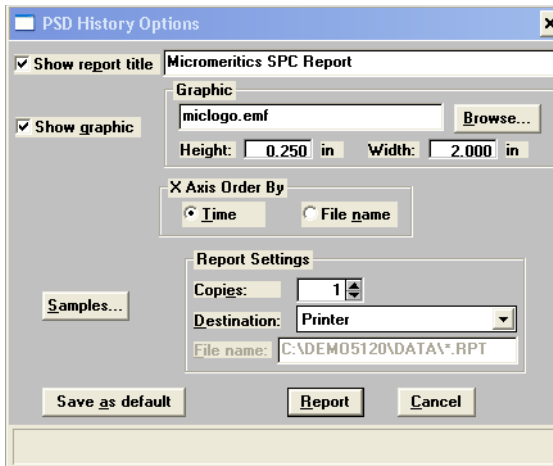 PSD History Options
Show report title Micromeritics SPC Report
Graphic
Show graphic miclogo.emf Browse...
Height: 0.250 in Width: 2.000 in
X Axis Order By
Time File name
Report Settings
Copies: 1
Samples... Destination: Printer
File name: C:\DEMO5120\DATA\*.RPT
Save as default Report Cancel